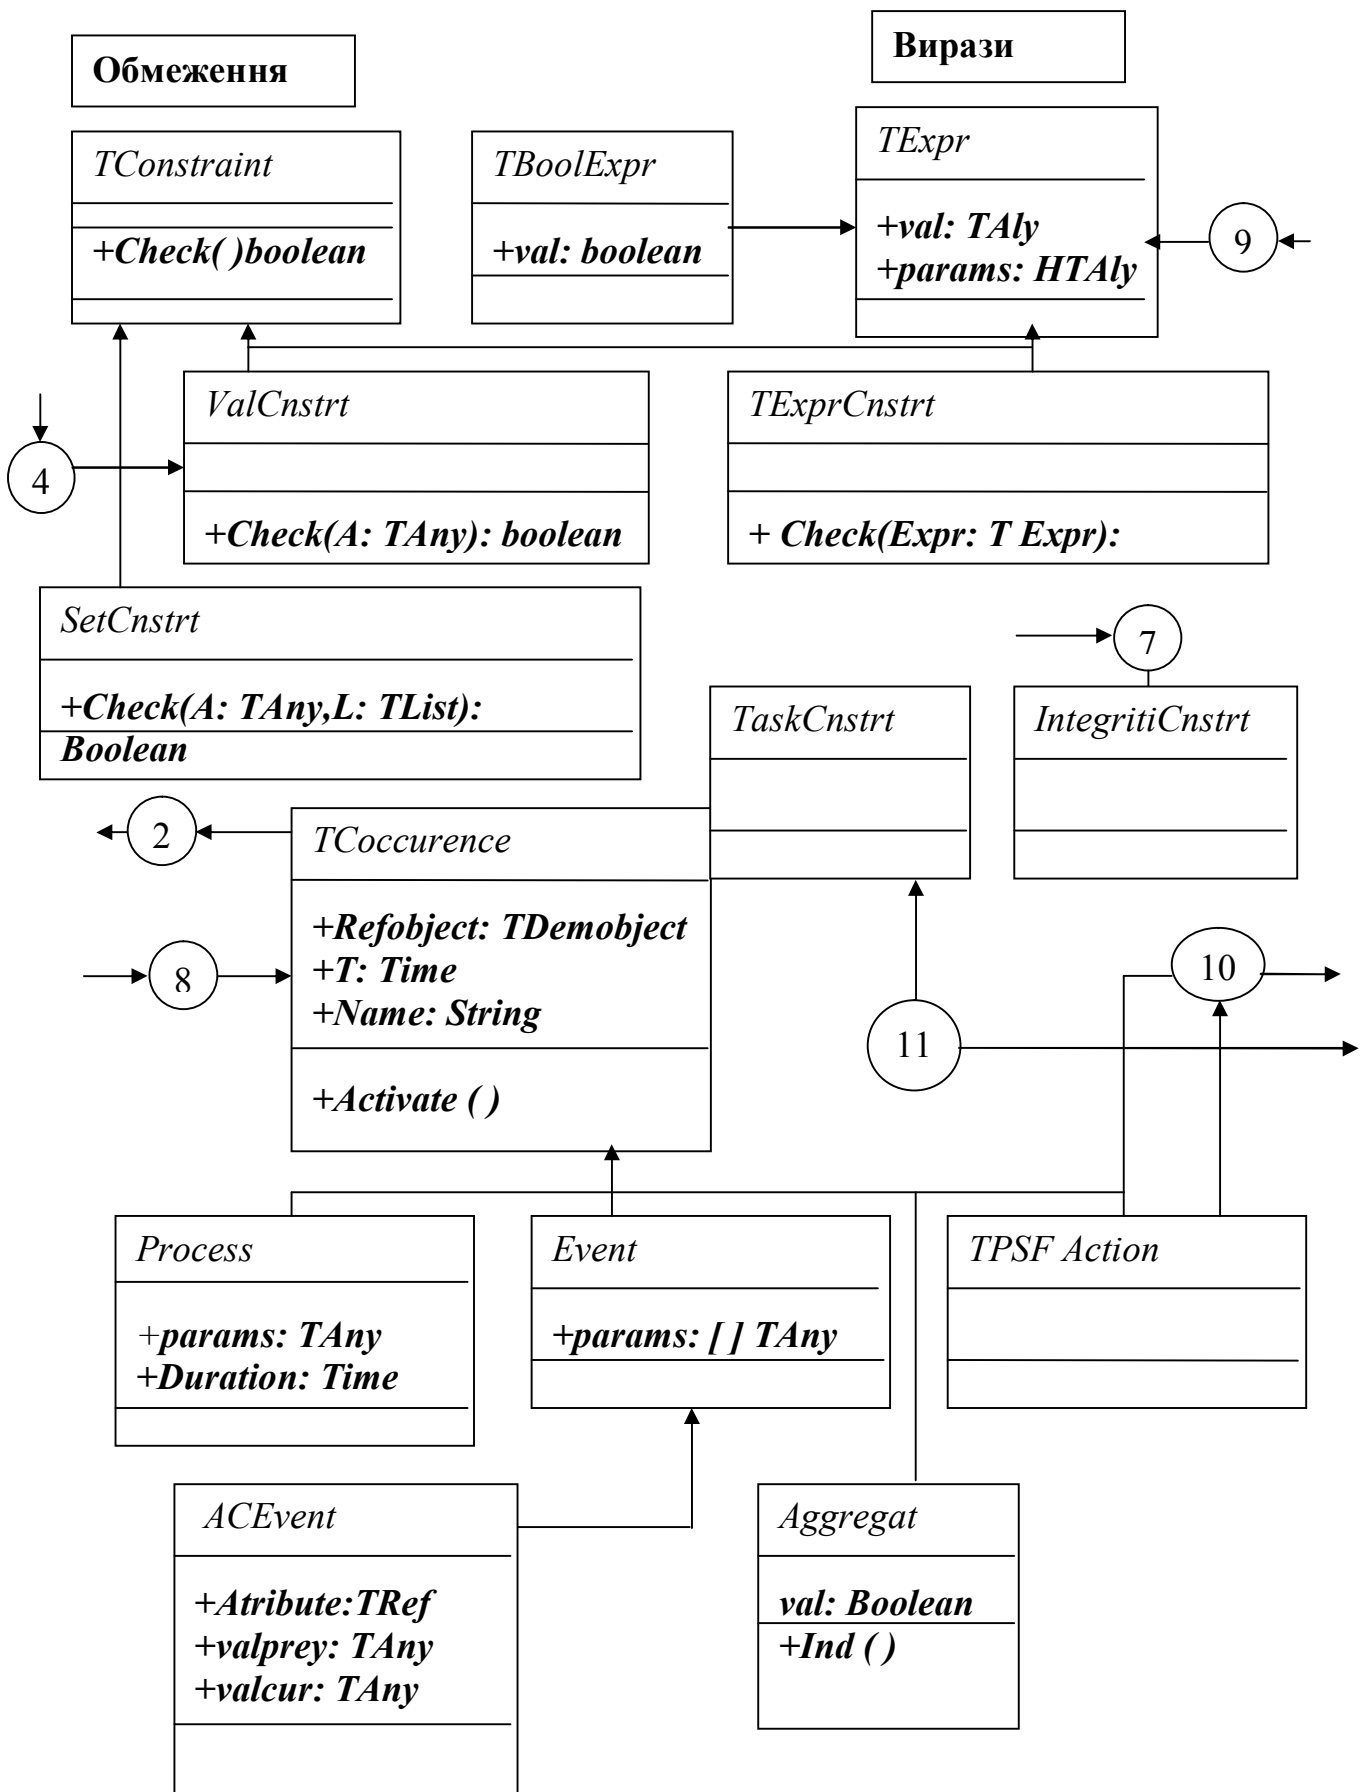 Обмеження
Вирази
TConstraint
+Check( )boolean
TBoolExpr
+val: boolean
TExpr
+val: TAly
+params: HTAly
9
ValCnstrt
+Check(A: TAny): boolean
TExprCnstrt
+ Check(Expr: T Expr):
4
SetCnstrt
+Check(A: TAny,L: TList):
Boolean
7
TaskCnstrt
IntegritiCnstrt
2
TCoccurence
+Refobject: TDemobject
+T: Time
+Name: String
+Activate ( )
8
10
11
Process
+params: TAny
+Duration: Time
Event
+params: [ ] TAny
TPSF Action
ACEvent
+Atribute:TRef
+valprey: TAny
+valcur: TAny
Aggregat
val: Boolean
+Ind ( )